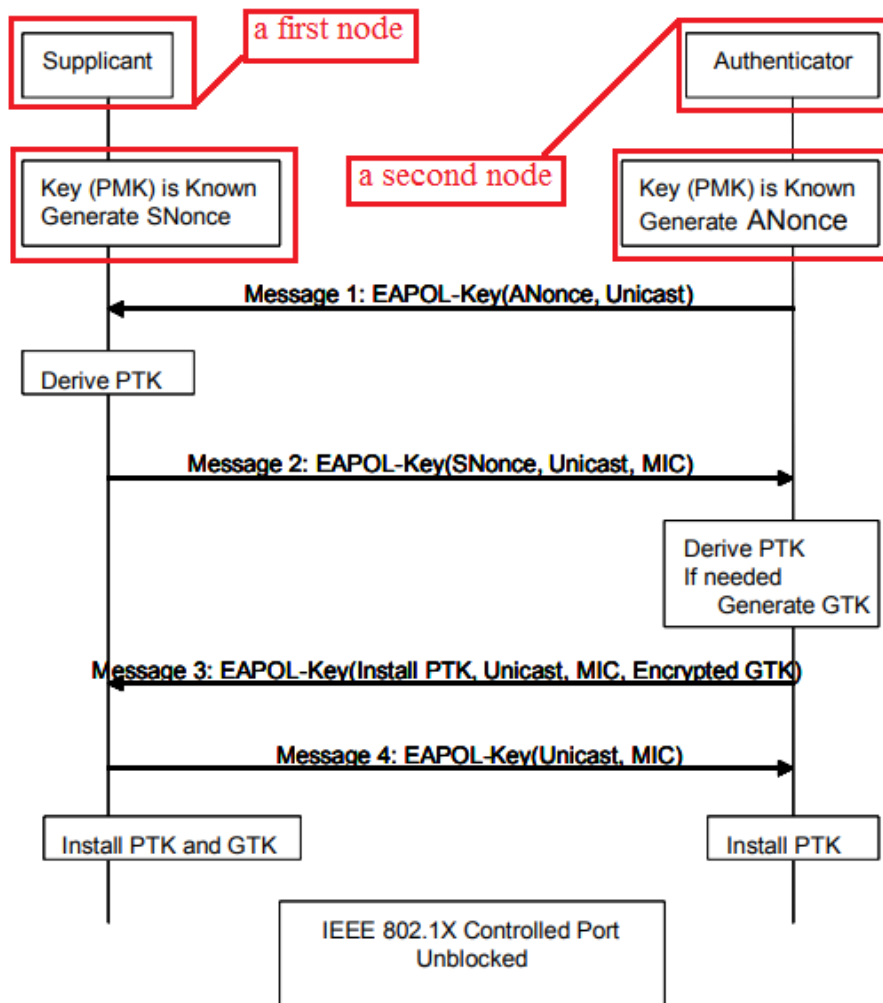 a first node
Supplicant
Authenticator
a second node
Key (PMK) is Known
Generate SNonce
Key (PMK) is Known
Generate ANonce
Message 1: EAPOL-Key(ANonce, Unicast)
Derive PTK
Message 2: EAPOL-Key(SNonce, Unicast, MIC)
Derive PTK
If needed
Generate GTK
Message 3: EAPOL-Key(Install PTK, Unicast, MIC, Encrypted GTK)
Message 4: EAPOL-Key(Unicast, MIC)
Install PTK and GTK
Install PTK
IEEE 802.1X Controlled Port
Unblocked